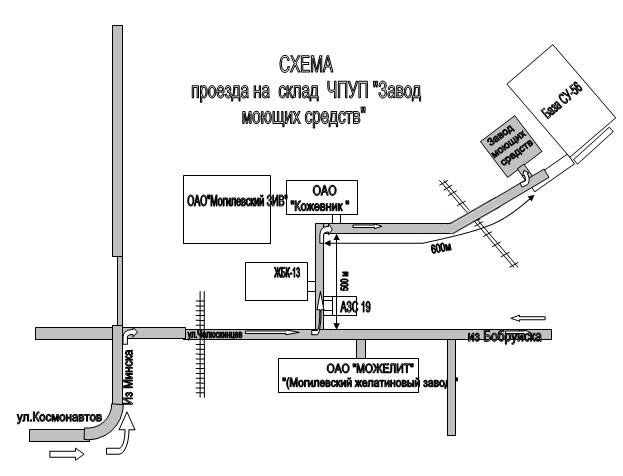 СХЕМА
проезда на склад ЧПУП "Завод
моющих средств"
База СУ-56
Завод
моющих
средств
ОАО"Могилевский ЗИВ"
ОАО
"Кожевник "
600м
ЖБК-13
500 м
АЗС 19
ул.Челюскинцев
из Бобруйска
Из Минска
ОАО "МОЖЕЛИТ"
"(Могилевский желатиновый завод "
ул.Космонавтов